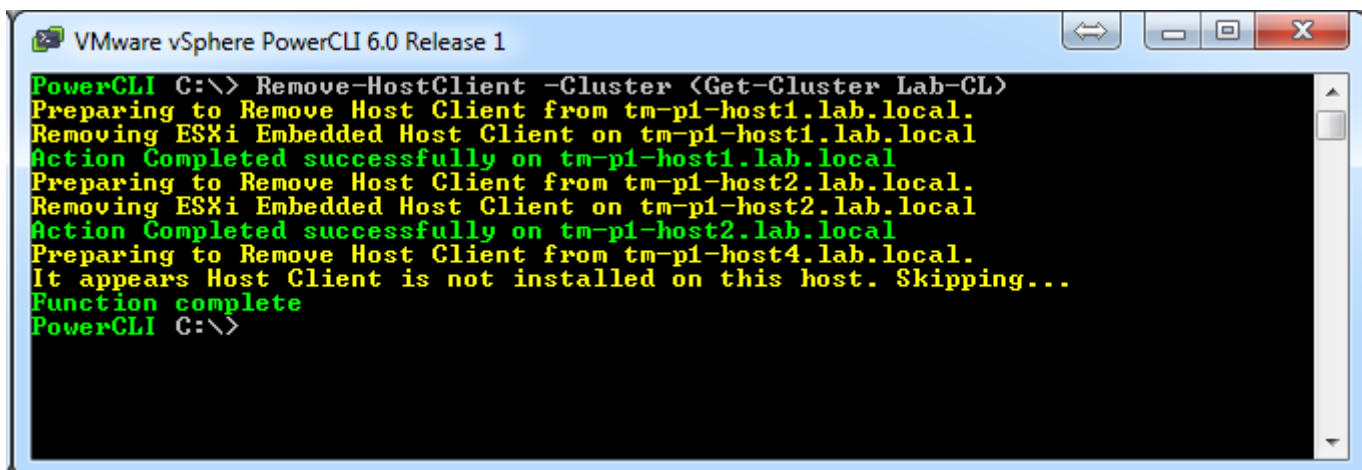 VMware vSphere PowerCLI 6.0 Release 1
PowerCLI C:\> Remove-HostClient -Cluster (Get-Cluster Lab-CL)
Preparing to Remove Host Client from tm-p1-host1.lab.local.
Removing ESXi Embedded Host Client on tm-p1-host1.lab.local
Action Completed successfully on tm-p1-host1.lab.local
Preparing to Remove Host Client from tm-p1-host2.lab.local.
Removing ESXi Embedded Host Client on tm-p1-host2.lab.local
Action Completed successfully on tm-p1-host2.lab.local
Preparing to Remove Host Client from tm-p1-host4.lab.local.
It appears Host Client is not installed on this host. Skipping...
Function complete
PowerCLI C:\>